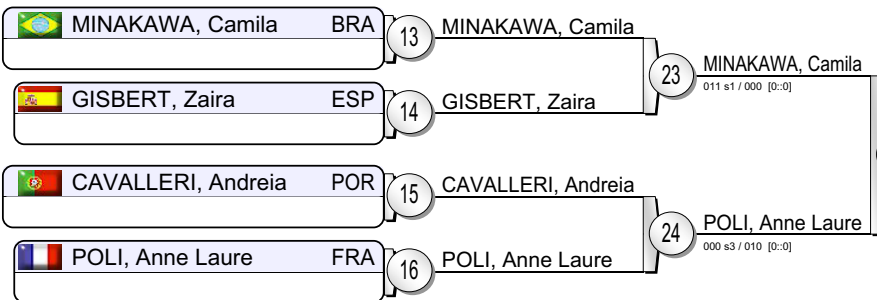 MINAKAWA, Camila BRA
13
MINAKAWA, Camila
GISBERT, Zaira ESP
14
GISBERT, Zaira
23
MINAKAWA, Camila
011 s1 / 000 [0::0]
CAVALLERI, Andreia POR
15
CAVALLERI, Andreia
POLI, Anne Laure FRA
16
POLI, Anne Laure
24
POLI, Anne Laure
000 s3 / 010 [0::0]